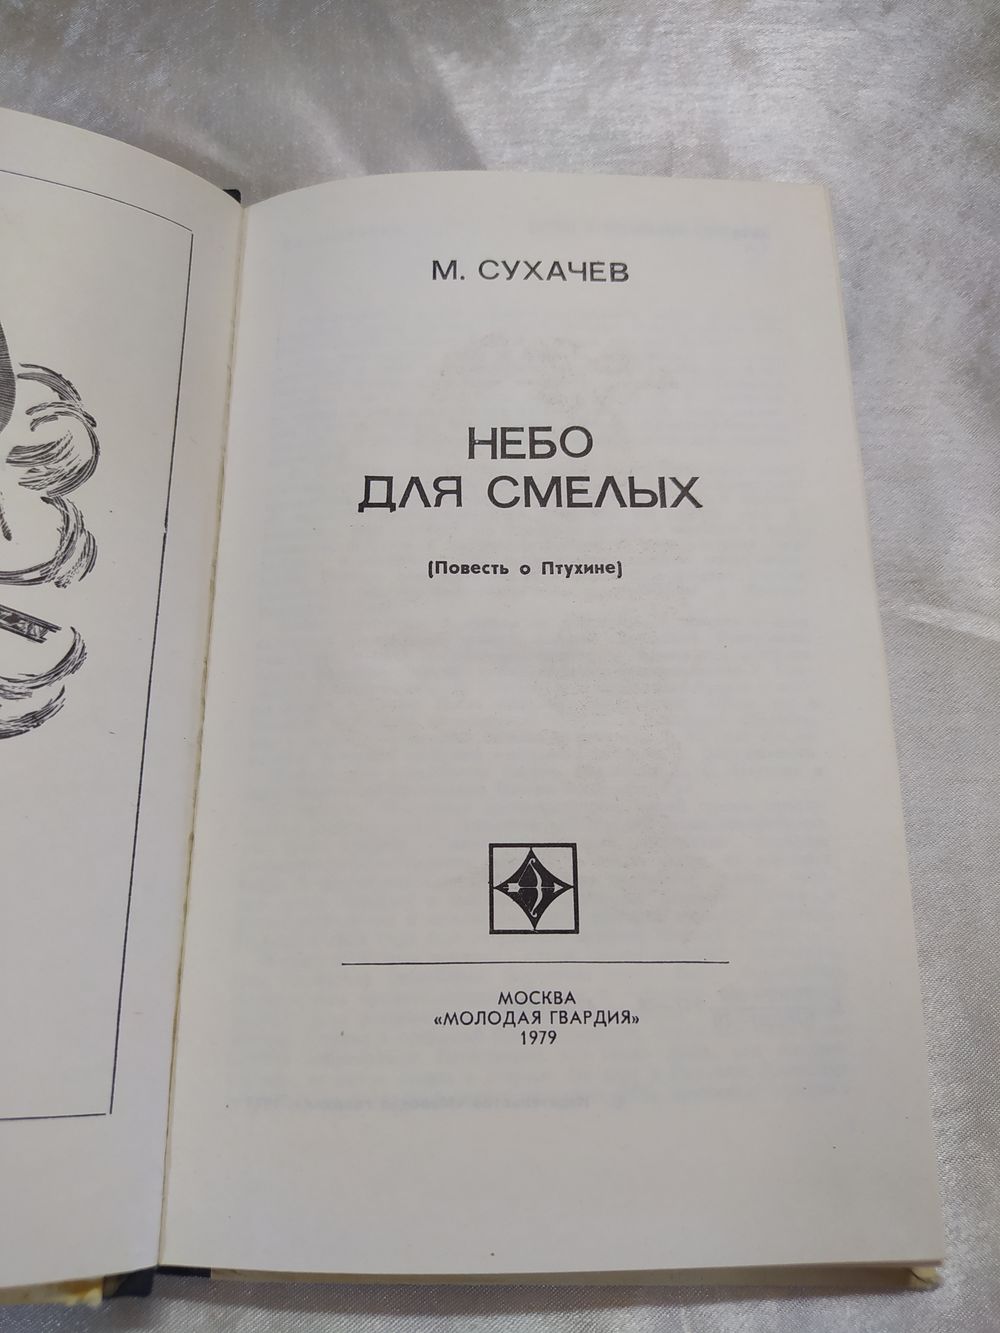 М. СУХАЧЕВ
НЕБО
ДЛЯ СМЕЛЫХ
(Повесть о Птухине)
МОСКВА
«МОЛОДАЯ ГВАРДИЯ»
1979